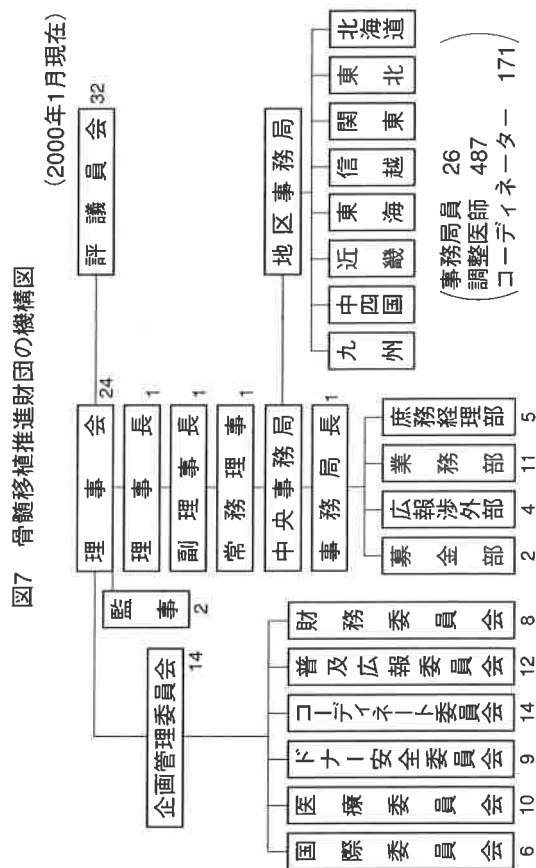 図7　骨髄移植推進財団の機構図
(2000年1月現在)
理事会
24
評議員会
32
監事
2
理事長
1
副理事長
1
常務理事
1
企画管理委員会
14
中央事務局
地区事務局
事務局長
1
国際委員会
6
医療委員会
10
ドナー安全委員会
9
コーディネート委員会
14
普及広報委員会
12
財務委員会
8
募金部
2
広報渉外部
4
業務部
11
庶務経理部
5
九州
中四国
近畿
東海
信越
関東
東北
北海道
事務局員　26
調整医師　487
コーディネーター　171